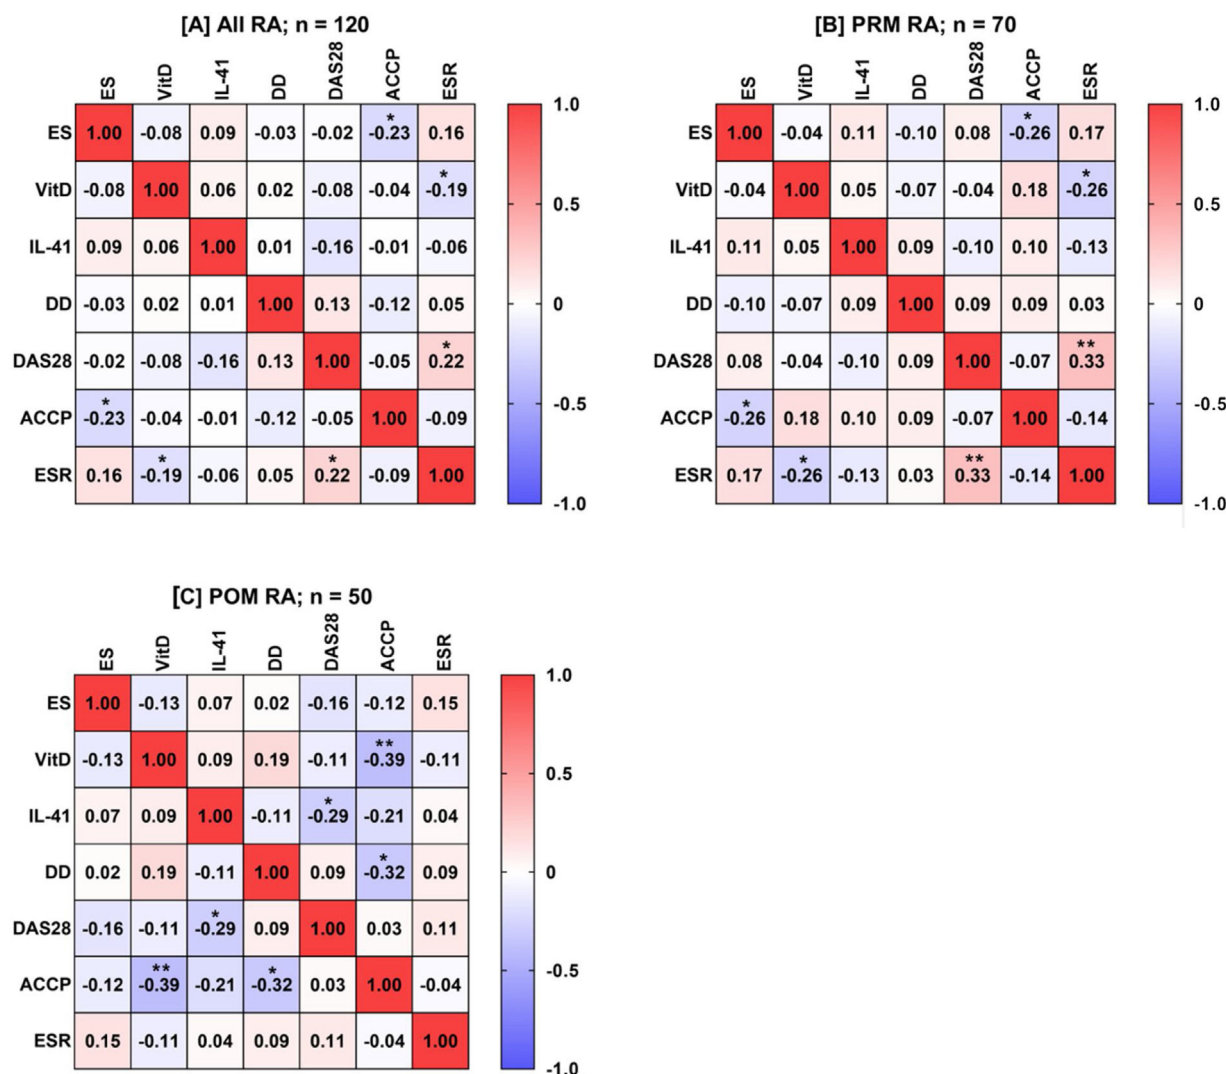 [A] All RA; n = 120
ES VitD IL-41 DD DAS28 ACCP ESR
ES 1.00 -0.08 0.09 -0.03 -0.02 *-0.23 0.16
VitD -0.08 1.00 0.06 0.02 -0.08 -0.04 *-0.19
IL-41 0.09 0.06 1.00 0.01 -0.16 -0.01 -0.06
DD -0.03 0.02 0.01 1.00 0.13 -0.12 0.05
DAS28 -0.02 -0.08 -0.16 0.13 1.00 -0.05 *0.22
ACCP *-0.23 -0.04 -0.01 -0.12 -0.05 1.00 -0.09
ESR 0.16 *-0.19 -0.06 0.05 *0.22 -0.09 1.00
1.0
0.5
0
-0.5
-1.0
[B] PRM RA; n = 70
ES VitD IL-41 DD DAS28 ACCP ESR
ES 1.00 -0.04 0.11 -0.10 0.08 *-0.26 0.17
VitD -0.04 1.00 0.05 -0.07 -0.04 0.18 *-0.26
IL-41 0.11 0.05 1.00 0.09 -0.10 0.10 -0.13
DD -0.10 -0.07 0.09 1.00 0.09 0.09 0.03
DAS28 0.08 -0.04 -0.10 0.09 1.00 -0.07 **0.33
ACCP *-0.26 0.18 0.10 0.09 -0.07 1.00 -0.14
ESR 0.17 *-0.26 -0.13 0.03 **0.33 -0.14 1.00
1.0
0.5
0
-0.5
-1.0
[C] POM RA; n = 50
ES VitD IL-41 DD DAS28 ACCP ESR
ES 1.00 -0.13 0.07 0.02 -0.16 -0.12 0.15
VitD -0.13 1.00 0.09 0.19 -0.11 **-0.39 -0.11
IL-41 0.07 0.09 1.00 -0.11 *-0.29 -0.21 0.04
DD 0.02 0.19 -0.11 1.00 0.09 *-0.32 0.09
DAS28 -0.16 -0.11 *-0.29 0.09 1.00 0.03 0.11
ACCP -0.12 **-0.39 -0.21 *-0.32 0.03 1.00 -0.04
ESR 0.15 -0.11 0.04 0.09 0.11 -0.04 1.00
1.0
0.5
0
-0.5
-1.0